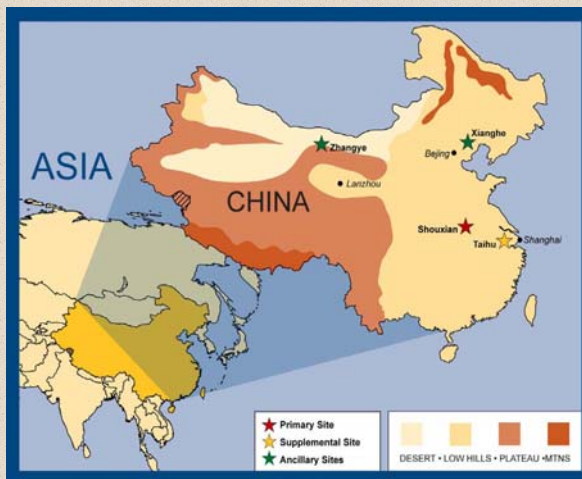 ASIA
CHINA
Zhangye
Xianghe
Bejing
Lanzhou
Shouxian
Taihu
Shanghai
Primary Site
Supplemental Site
Ancillary Sites
DESERT • LOW HILLS • PLATEAU •MTNS